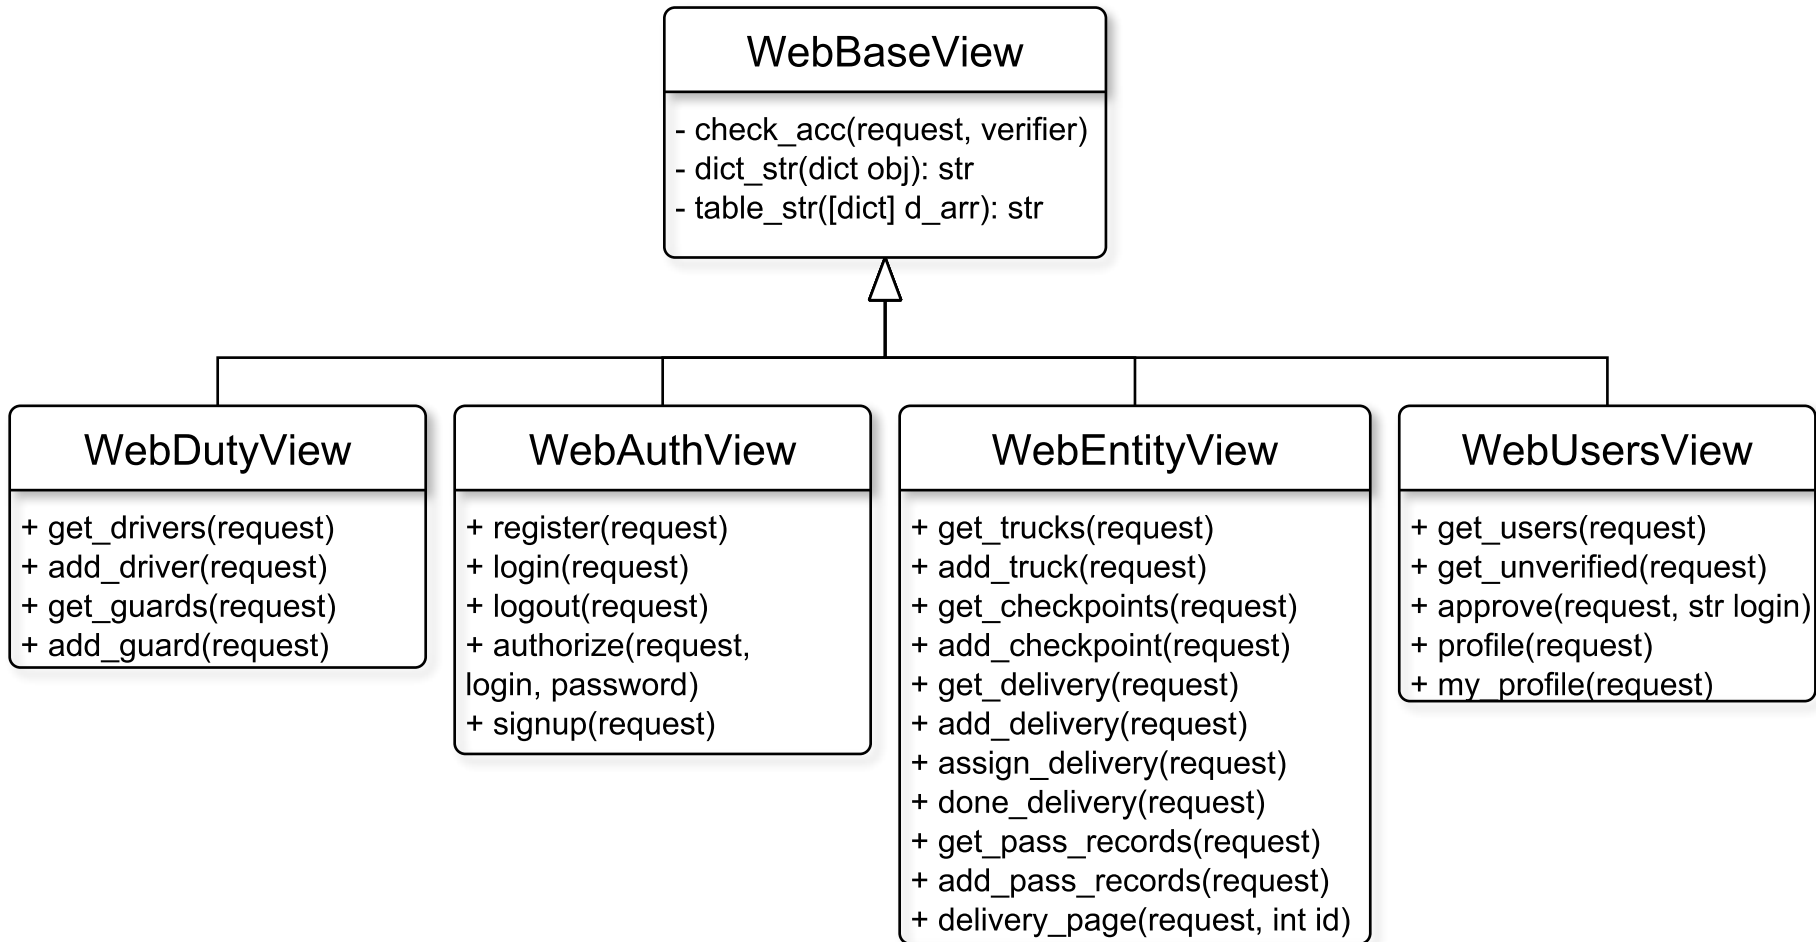 WebBaseView
- check_acc(request, verifier)
- dict_str(dict obj): str
- table_str([dict] d_arr): str
WebDutyView
+ get_drivers(request)
+ add_driver(request)
+ get_guards(request)
+ add_guard(request)
WebAuthView
+ register(request)
+ login(request)
+ logout(request)
+ authorize(request,
login, password)
+ signup(request)
WebEntityView
+ get_trucks(request)
+ add_truck(request)
+ get_checkpoints(request)
+ add_checkpoint(request)
+ get_delivery(request)
+ add_delivery(request)
+ assign_delivery(request)
+ done_delivery(request)
+ get_pass_records(request)
+ add_pass_records(request)
+ delivery_page(request, int id)
WebUsersView
+ get_users(request)
+ get_unverified(request)
+ approve(request, str login)
+ profile(request)
+ my_profile(request)